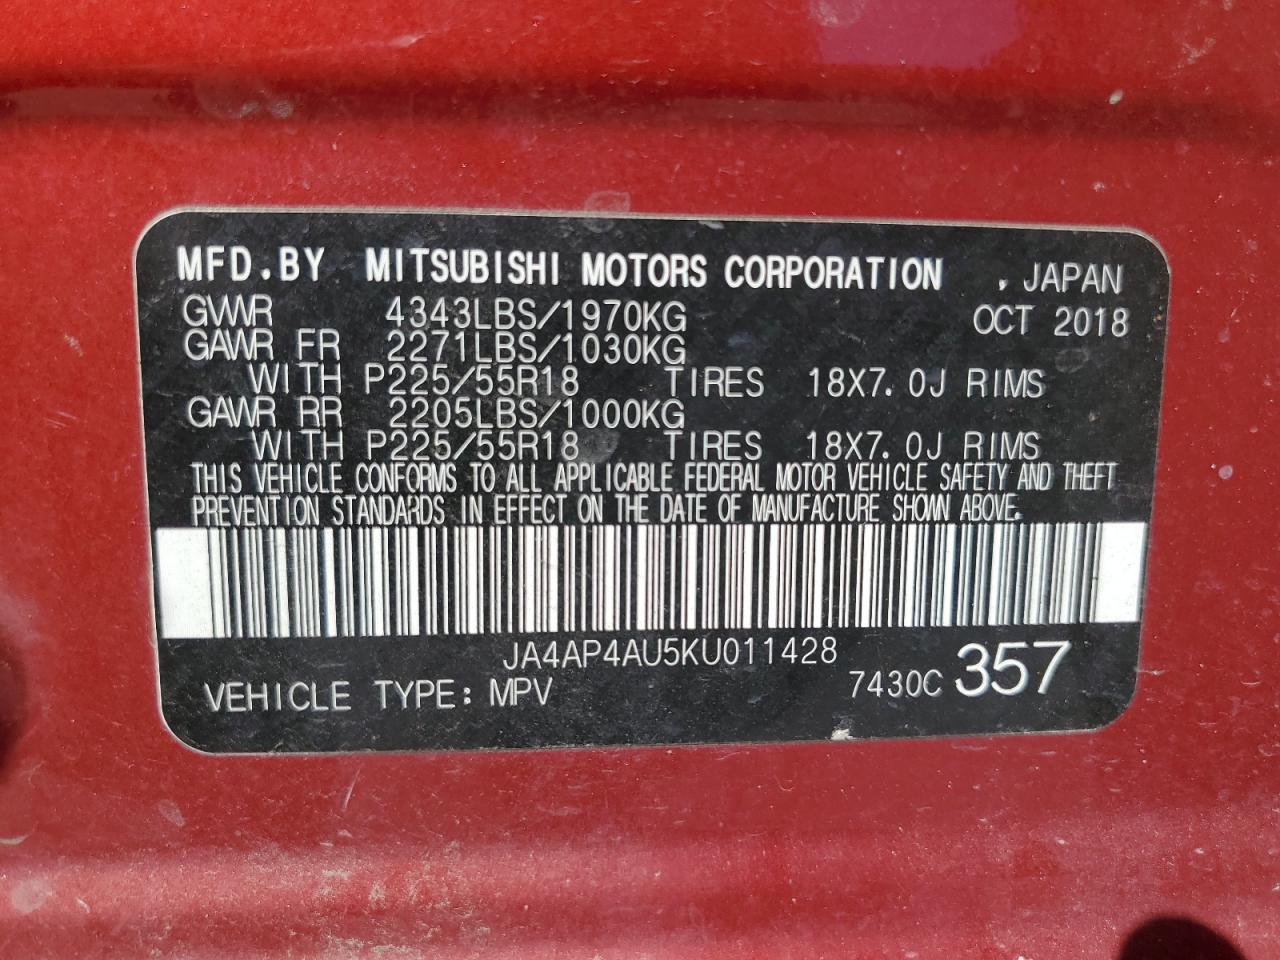 MFD.BY MITSUBISHI MOTORS CORPORATION , JAPAN
GVWR 4343LBS/1970KG OCT 2018
GAWR FR 2271LBS/1030KG
WITH P225/55R18 TIRES 18X7.0J RIMS
GAWR RR 2205LBS/1000KG
WITH P225/55R18 TIRES 18X7.0J RIMS
THIS VEHICLE CONFORMS TO ALL APPLICABLE FEDERAL MOTOR VEHICLE SAFETY AND THEFT
PREVENTION STANDARDS IN EFFECT ON THE DATE OF MANUFACTURE SHOWN ABOVE.
JA4AP4AU5KU011428
VEHICLE TYPE: MPV 7430C 357